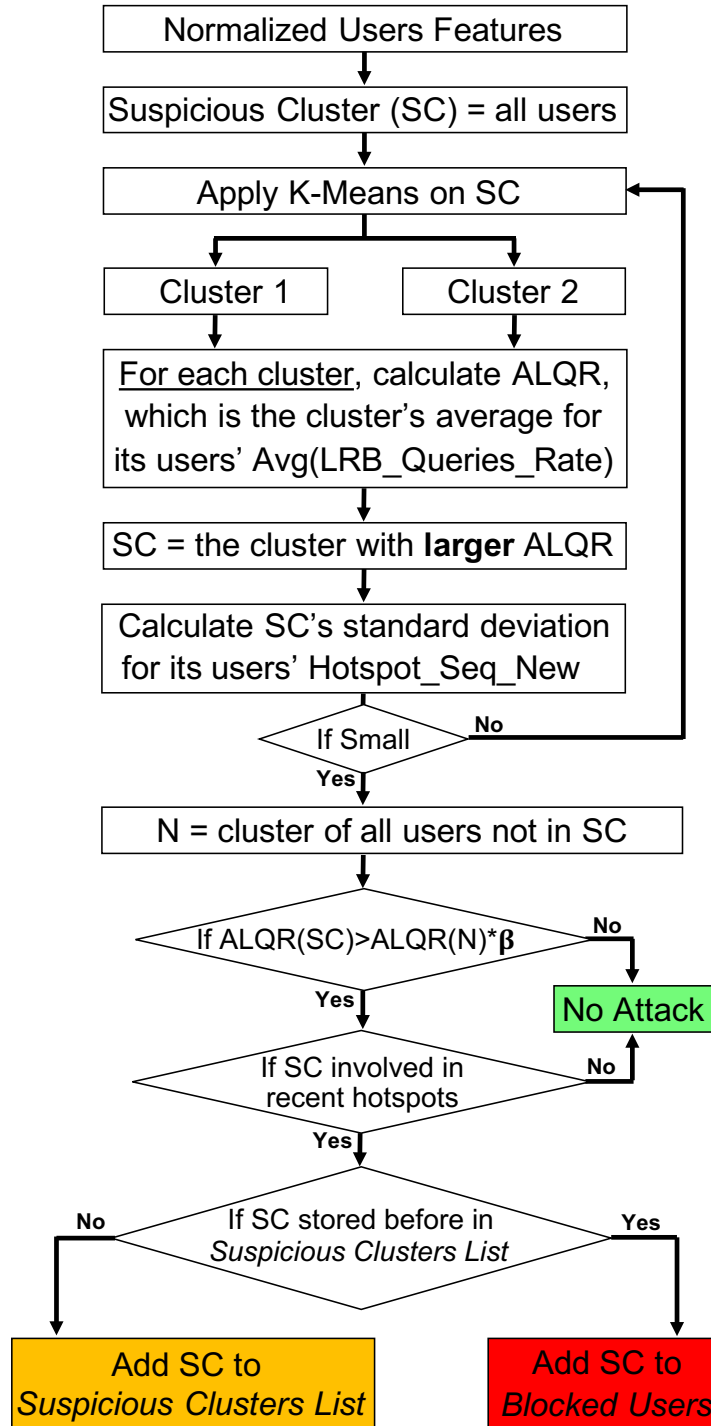 Normalized Users Features
Suspicious Cluster (SC) = all users
Apply K-Means on SC
Cluster 1
Cluster 2
For each cluster, calculate ALQR,
which is the cluster's average for
its users' Avg(LRB_Queries_Rate)
SC = the cluster with larger ALQR
Calculate SC's standard deviation
for its users' Hotspot_Seq_New
If Small
No
Yes
N = cluster of all users not in SC
If ALQR(SC)>ALQR(N)*β
No
Yes
No Attack
If SC involved in
recent hotspots
No
Yes
If SC stored before in
Suspicious Clusters List
No
Yes
Add SC to
Suspicious Clusters List
Add SC to
Blocked Users